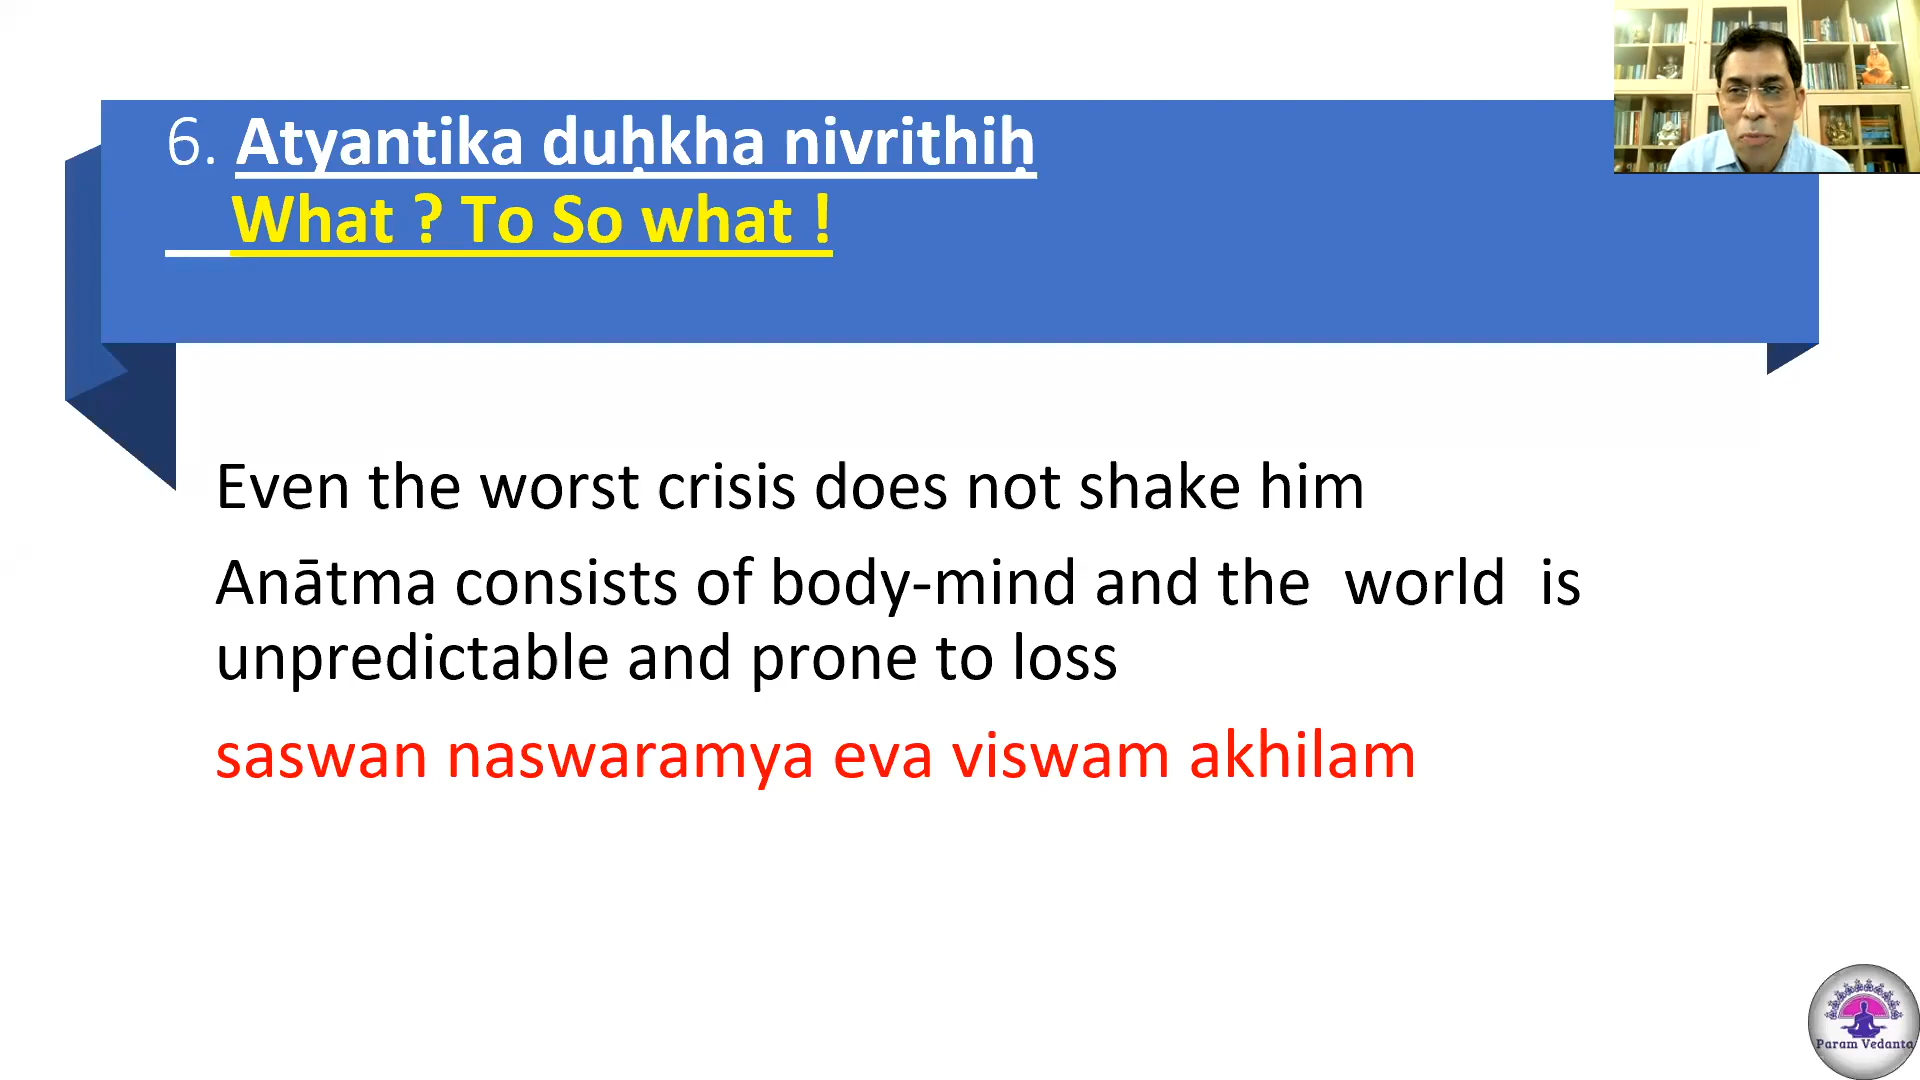 6. Atyantika duḥkha nivrithiḥ
What ? To So what !
Even the worst crisis does not shake him
Anātma consists of body-mind and the world is
unpredictable and prone to loss
saswan naswaramya eva viswam akhilam
Param Vedanta